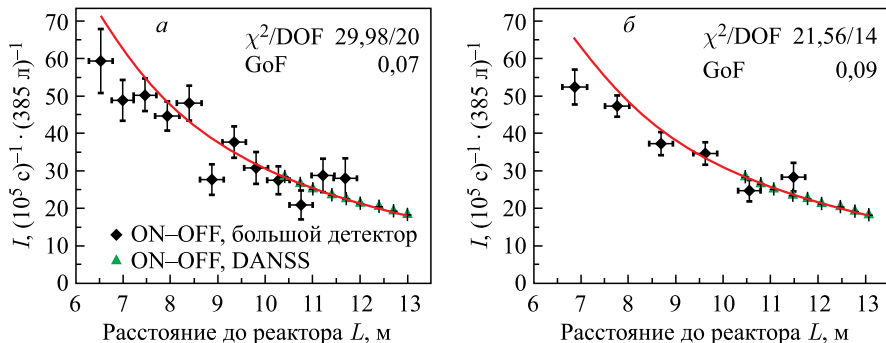 70
60
50
40
30
20
10
0
I, (10⁵ с)⁻¹ · (385 л)⁻¹
а
χ²/DOF 29,98/20
GoF 0,07
ON–OFF, большой детектор
ON–OFF, DANSS
6 7 8 9 10 11 12 13
Расстояние до реактора L, м
70
60
50
40
30
20
10
0
I, (10⁵ с)⁻¹ · (385 л)⁻¹
б
χ²/DOF 21,56/14
GoF 0,09
6 7 8 9 10 11 12 13
Расстояние до реактора L, м